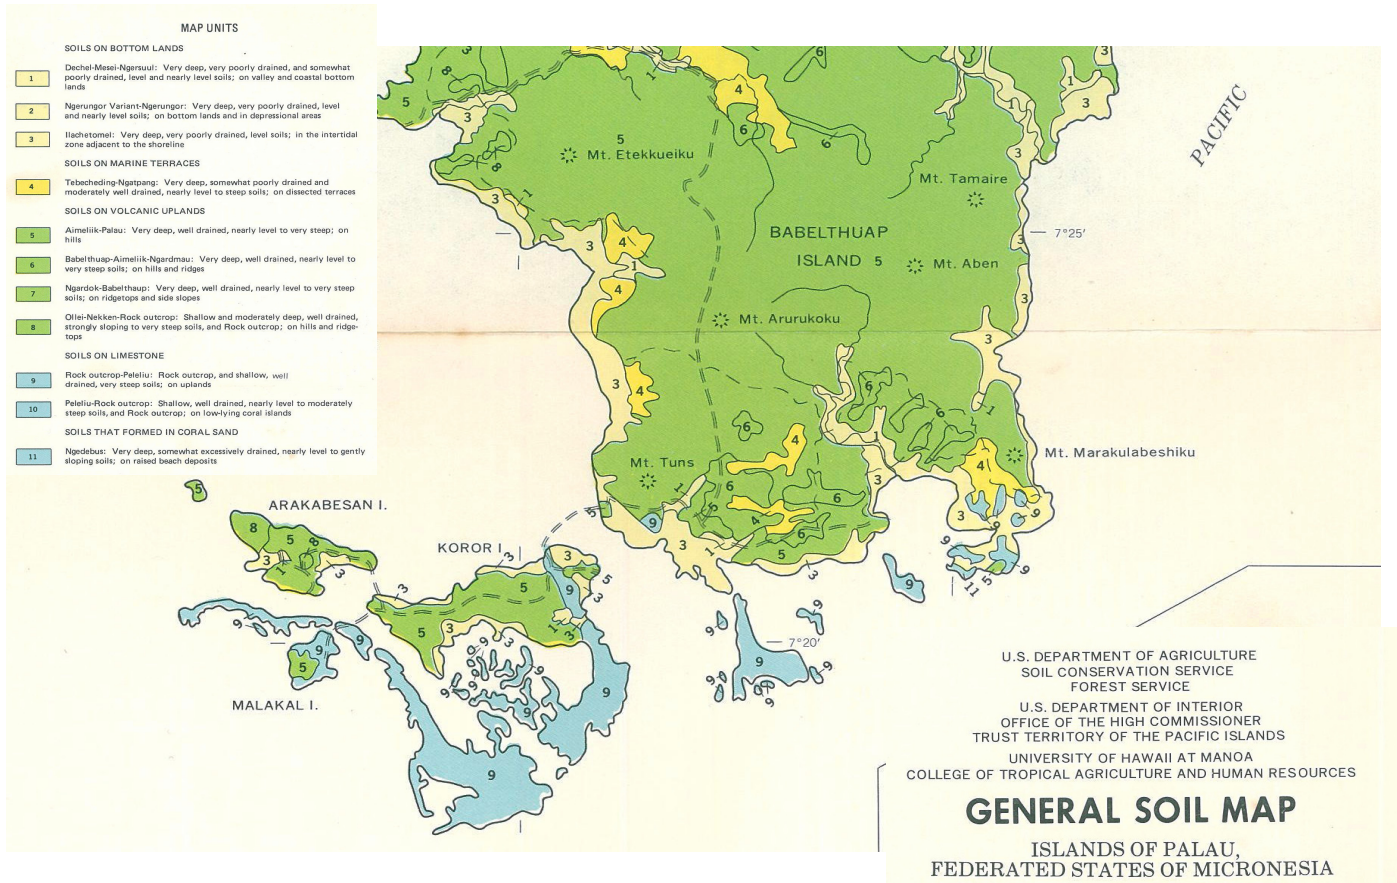 MAP UNITS
SOILS ON BOTTOM LANDS
1 Dechel-Mesei-Ngersuul: Very deep, very poorly drained, and somewhat
poorly drained, level and nearly level soils; on valley and coastal bottom
lands
2 Ngerungor Variant-Ngerungor: Very deep, very poorly drained, level
and nearly level soils; on bottom lands and in depressional areas
3 Ilachetomel: Very deep, very poorly drained, level soils; in the intertidal
zone adjacent to the shoreline
SOILS ON MARINE TERRACES
4 Tebecheding-Ngatpang: Very deep, somewhat poorly drained and
moderately well drained, nearly level to steep soils; on dissected terraces
SOILS ON VOLCANIC UPLANDS
5 Aimeliik-Palau: Very deep, well drained, nearly level to very steep; on
hills
6 Babelthuap-Aimeliik-Ngardmau: Very deep, well drained, nearly level to
very steep soils; on hills and ridges
7 Ngardok-Babelthaup: Very deep, well drained, nearly level to very steep
soils; on ridgetops and side slopes
8 Ollei-Nekken-Rock outcrop: Shallow and moderately deep, well drained,
strongly sloping to very steep soils, and Rock outcrop; on hills and ridge-
tops
SOILS ON LIMESTONE
9 Rock outcrop-Peleliu: Rock outcrop, and shallow, well
drained, very steep soils; on uplands
10 Peleliu-Rock outcrop: Shallow, well drained, nearly level to moderately
steep soils, and Rock outcrop; on low-lying coral islands
SOILS THAT FORMED IN CORAL SAND
11 Ngedebus: Very deep, somewhat excessively drained, nearly level to gently
sloping soils; on raised beach deposits
PACIFIC
Mt. Etekkueiku
Mt. Tamaire
7°25′
BABELTHUAP
ISLAND 5
Mt. Aben
Mt. Arurukoku
Mt. Marakulabeshiku
Mt. Tuns
ARAKABESAN I.
KOROR I.
7°20′
MALAKAL I.
U.S. DEPARTMENT OF AGRICULTURE
SOIL CONSERVATION SERVICE
FOREST SERVICE
U.S. DEPARTMENT OF INTERIOR
OFFICE OF THE HIGH COMMISSIONER
TRUST TERRITORY OF THE PACIFIC ISLANDS
UNIVERSITY OF HAWAII AT MANOA
COLLEGE OF TROPICAL AGRICULTURE AND HUMAN RESOURCES
GENERAL SOIL MAP
ISLANDS OF PALAU,
FEDERATED STATES OF MICRONESIA